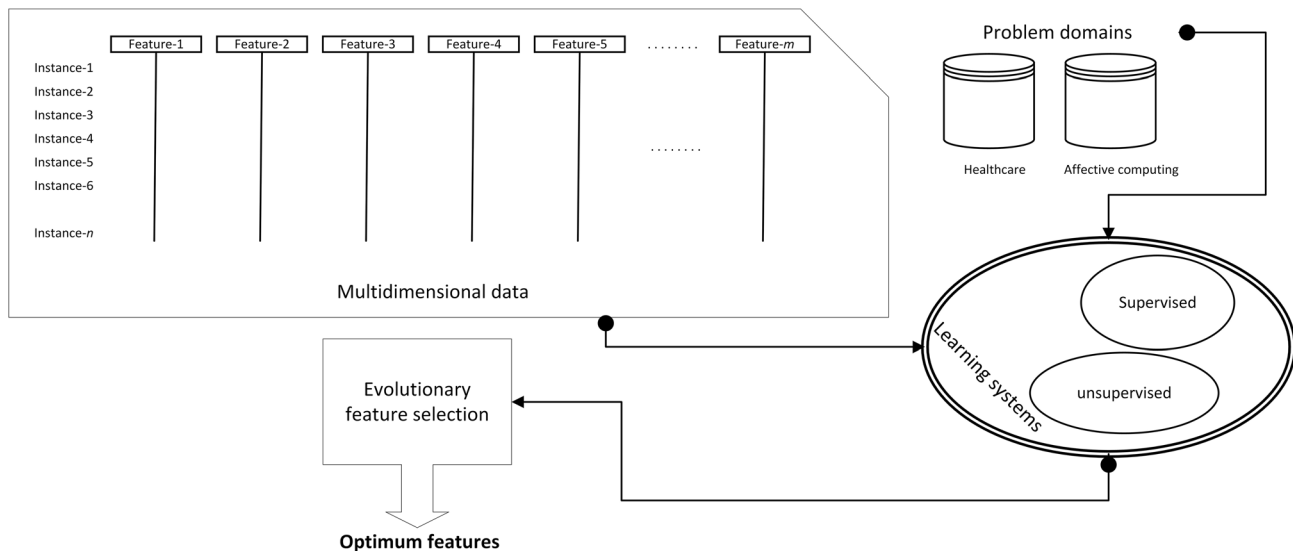 Feature-1 Feature-2 Feature-3 Feature-4 Feature-5 ........ Feature-m
Instance-1
Instance-2
Instance-3
Instance-4
........
Instance-5
Instance-6
Instance-n
Multidimensional data
Problem domains
Healthcare Affective computing
Learning systems
Supervised
unsupervised
Evolutionary
feature selection
Optimum features